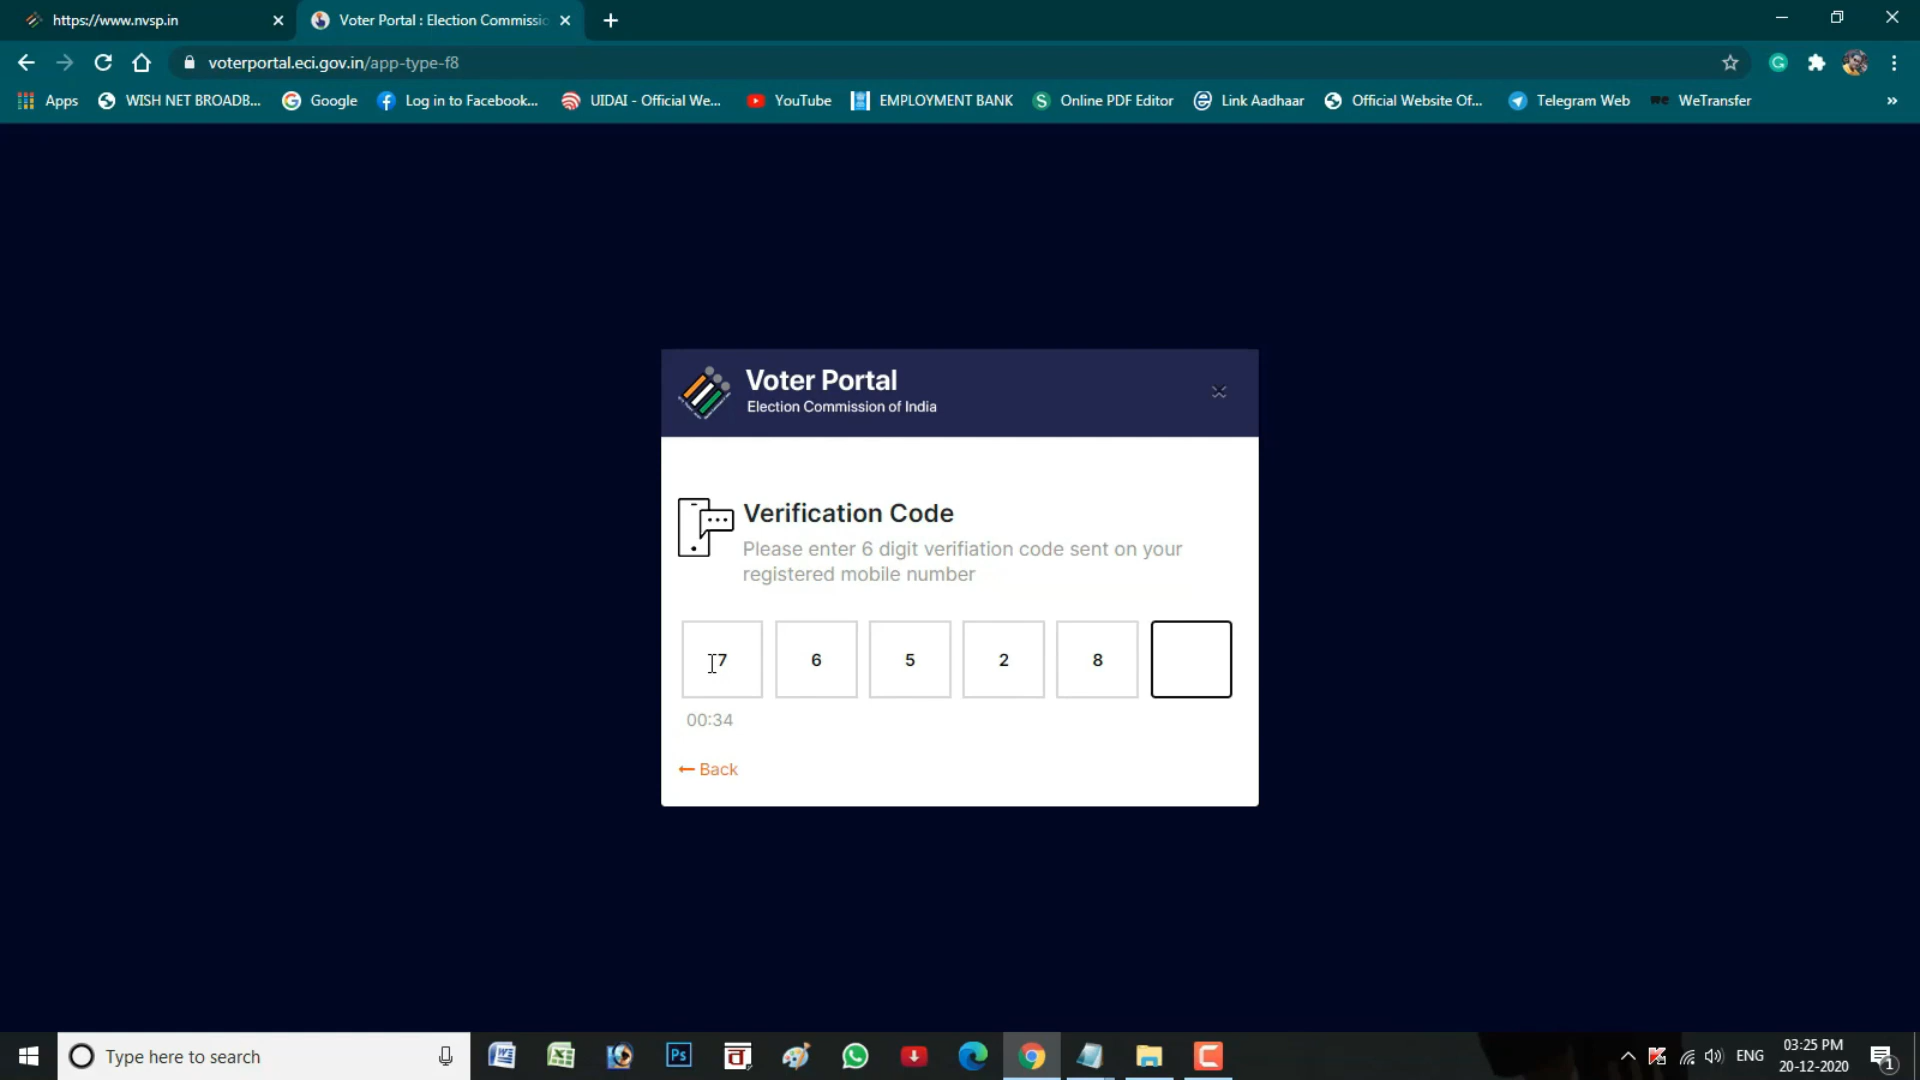 https://www.nvsp.in
Voter Portal : Election Commissio
voterportal.eci.gov.in/app-type-f8
Apps
WISH NET BROADB...
Google
Log in to Facebook...
UIDAI - Official We...
YouTube
EMPLOYMENT BANK
Online PDF Editor
Link Aadhaar
Official Website Of...
Telegram Web
WeTransfer
Voter Portal
Election Commission of India
Verification Code
Please enter 6 digit verifiation code sent on your
registered mobile number
7 6 5 2 8
00:34
Back
Type here to search
Ps
ENG
03:25 PM
20-12-2020
1